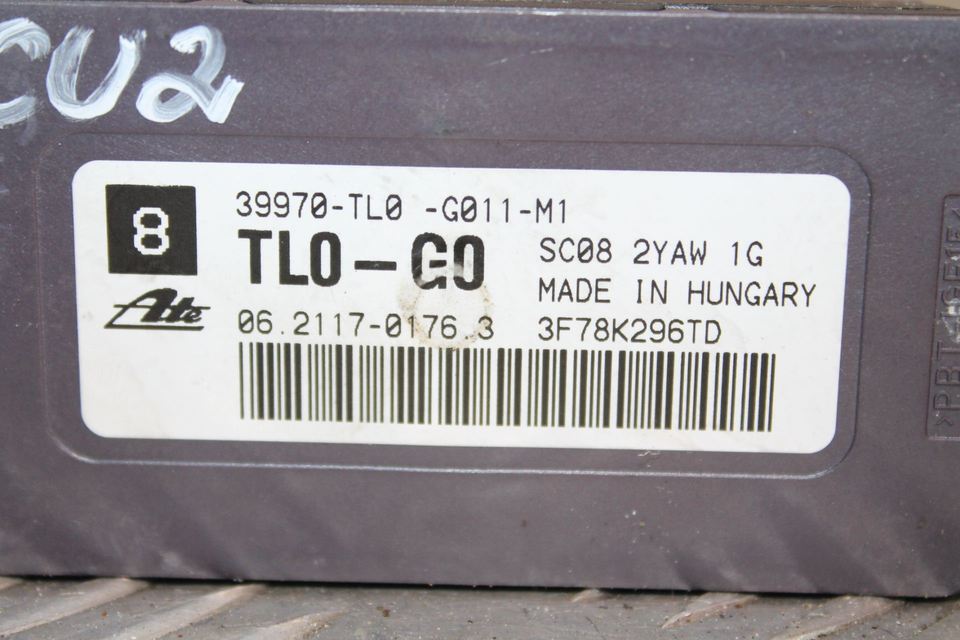 CU2
8
39970-TL0 -G011-M1
TL0-G0
SC08 2YAW 1G
MADE IN HUNGARY
Ate
06.2117-0176.3
3F78K296TD